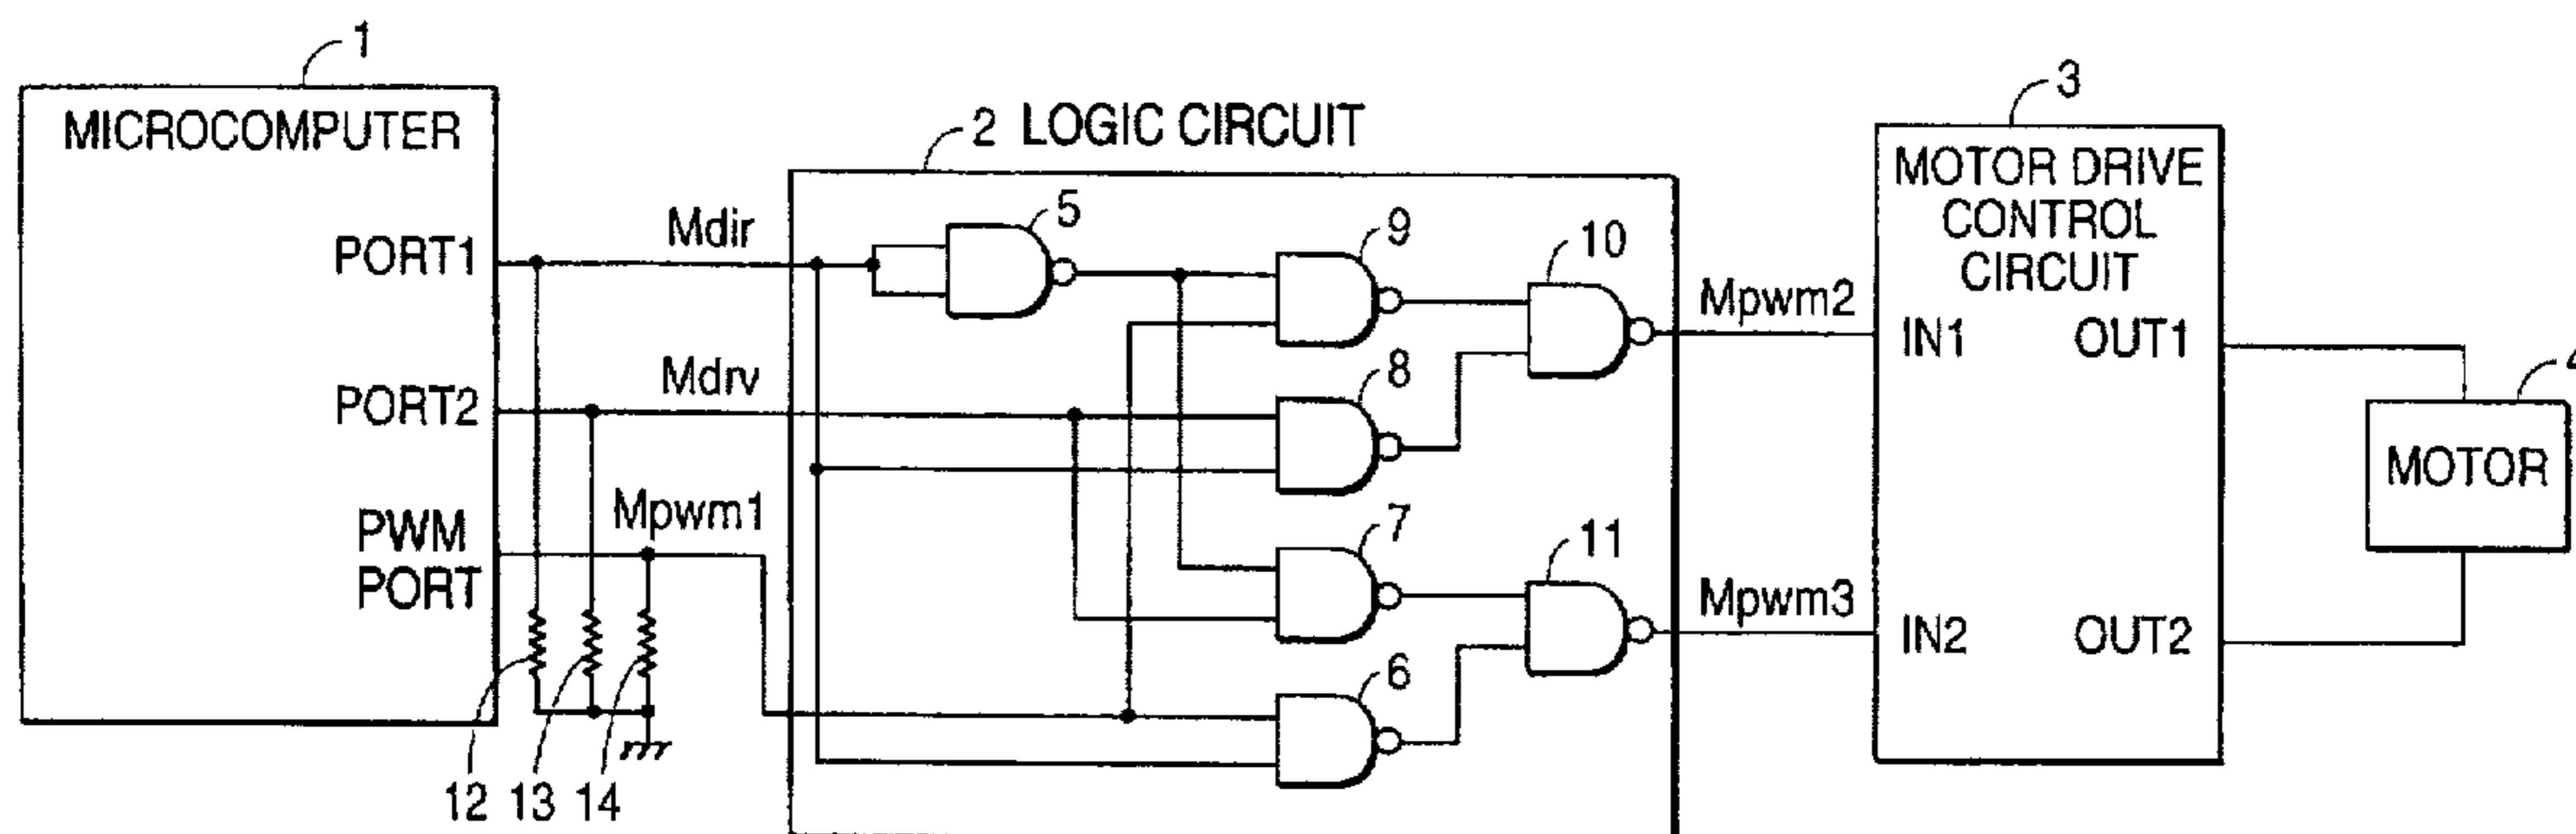 1
MICROCOMPUTER
PORT1
PORT2
PWM
PORT
12 13 14
Mdir
Mdrv
Mpwm1
2 LOGIC CIRCUIT
5
9
10
8
7
11
6
Mpwm2
Mpwm3
3
MOTOR DRIVE
CONTROL
CIRCUIT
IN1 OUT1
IN2 OUT2
4
MOTOR